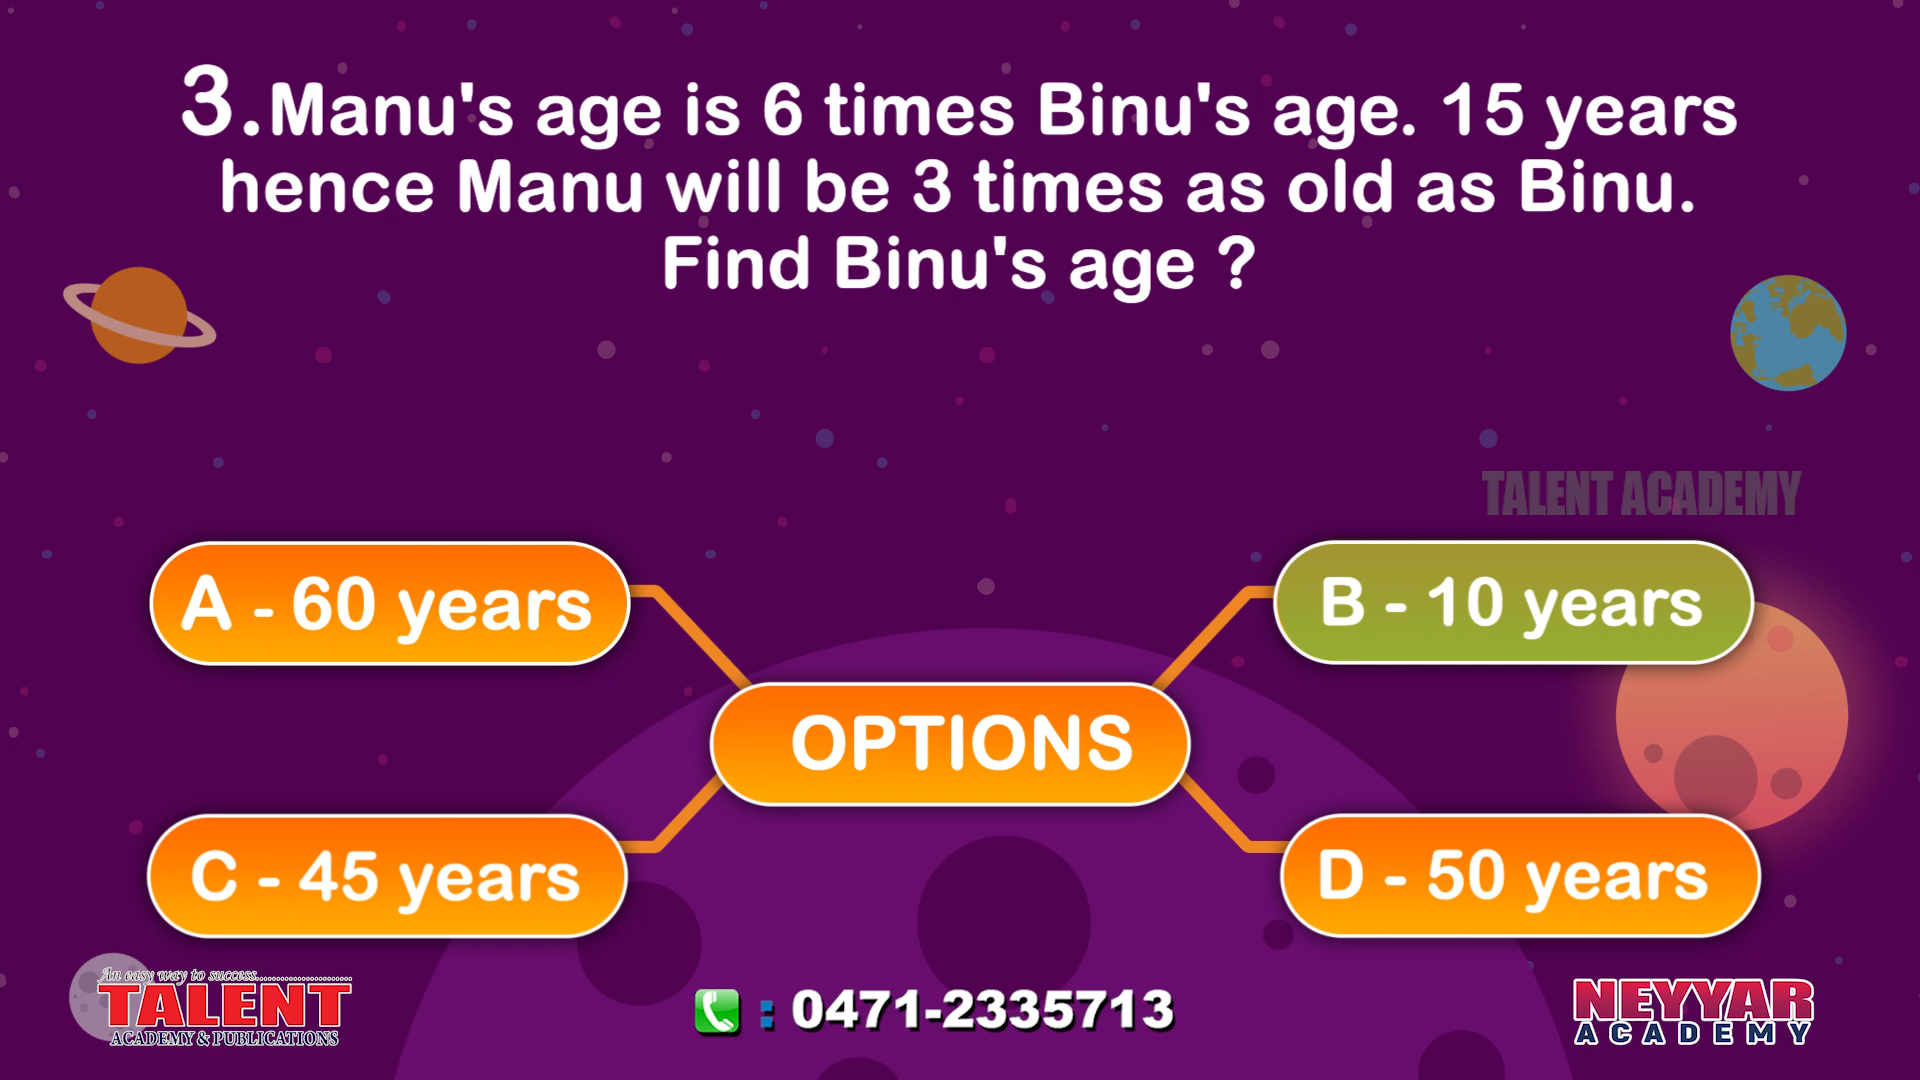 3.Manu's age is 6 times Binu's age. 15 years
hence Manu will be 3 times as old as Binu.
Find Binu's age ?
TALENT ACADEMY
A - 60 years
B - 10 years
OPTIONS
C - 45 years
D - 50 years
An easy way to success......................
TALENT
ACADEMY & PUBLICATIONS
: 0471-2335713
NEYYAR
ACADEMY